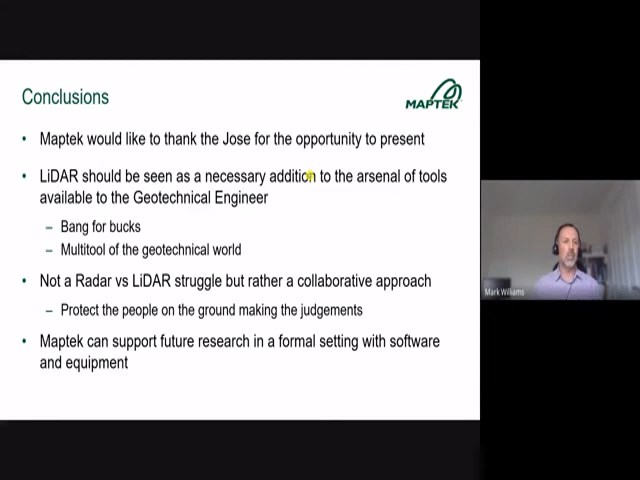 Conclusions
MAPTEK
• Maptek would like to thank the Jose for the opportunity to present
• LiDAR should be seen as a necessary addition to the arsenal of tools
available to the Geotechnical Engineer
– Bang for bucks
– Multitool of the geotechnical world
• Not a Radar vs LiDAR struggle but rather a collaborative approach
– Protect the people on the ground making the judgements
• Maptek can support future research in a formal setting with software
and equipment
Mark Williams